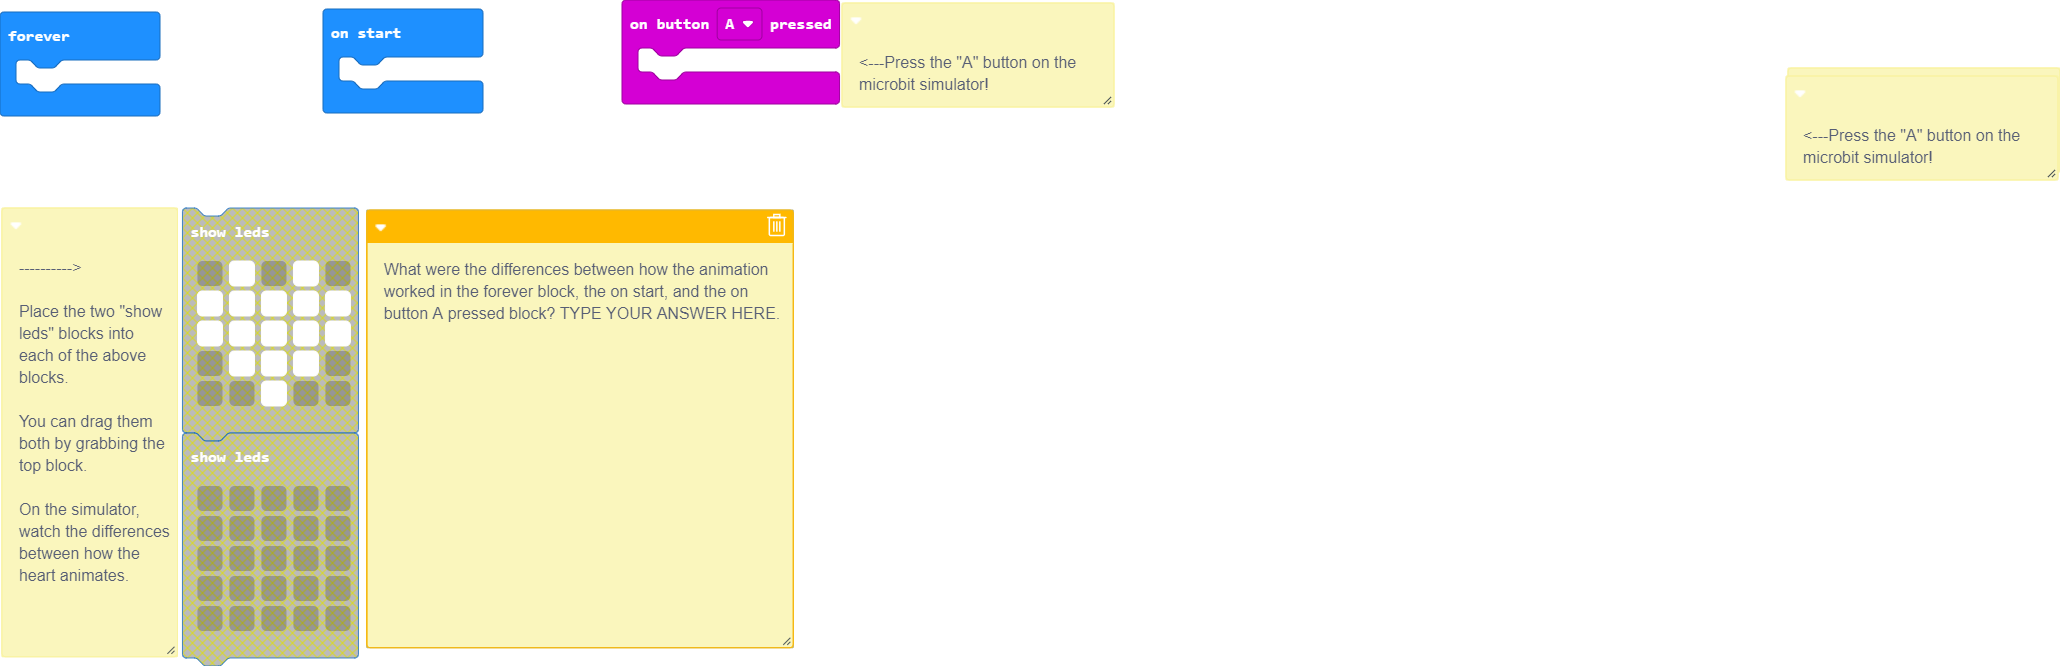 forever
on start
on button A pressed
<---Press the "A" button on the
microbit simulator!
<---Press the "A" button on the
microbit simulator!
---------->
Place the two "show
leds" blocks into
each of the above
blocks.
You can drag them
both by grabbing the
top block.
On the simulator,
watch the differences
between how the
heart animates.
show leds
show leds
What were the differences between how the animation
worked in the forever block, the on start, and the on
button A pressed block? TYPE YOUR ANSWER HERE.